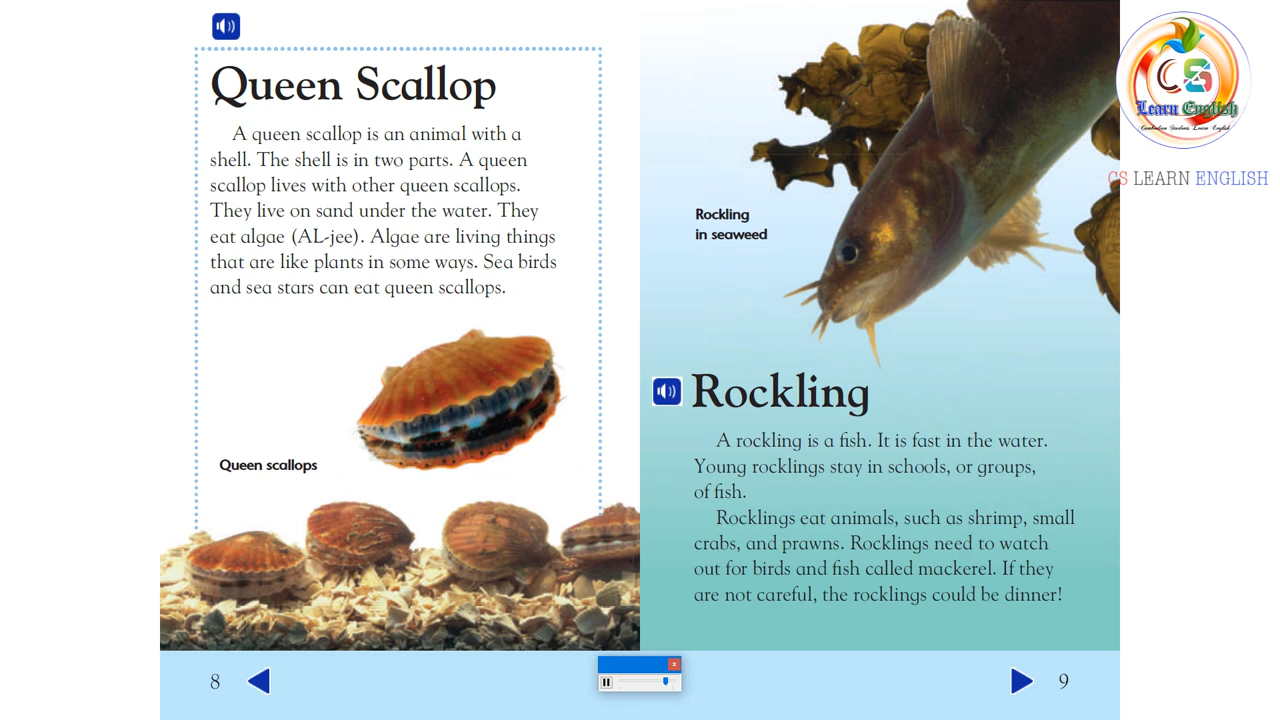 Queen Scallop
A queen scallop is an animal with a
shell. The shell is in two parts. A queen
scallop lives with other queen scallops.
They live on sand under the water. They
eat algae (AL-jee). Algae are living things
that are like plants in some ways. Sea birds
and sea stars can eat queen scallops.
Queen scallops
8
Rockling
in seaweed
Rockling
A rockling is a fish. It is fast in the water.
Young rocklings stay in schools, or groups,
of fish.
Rocklings eat animals, such as shrimp, small
crabs, and prawns. Rocklings need to watch
out for birds and fish called mackerel. If they
are not careful, the rocklings could be dinner!
9
CS
Learn English
Cambodian Students Learn English
CS LEARN ENGLISH
x